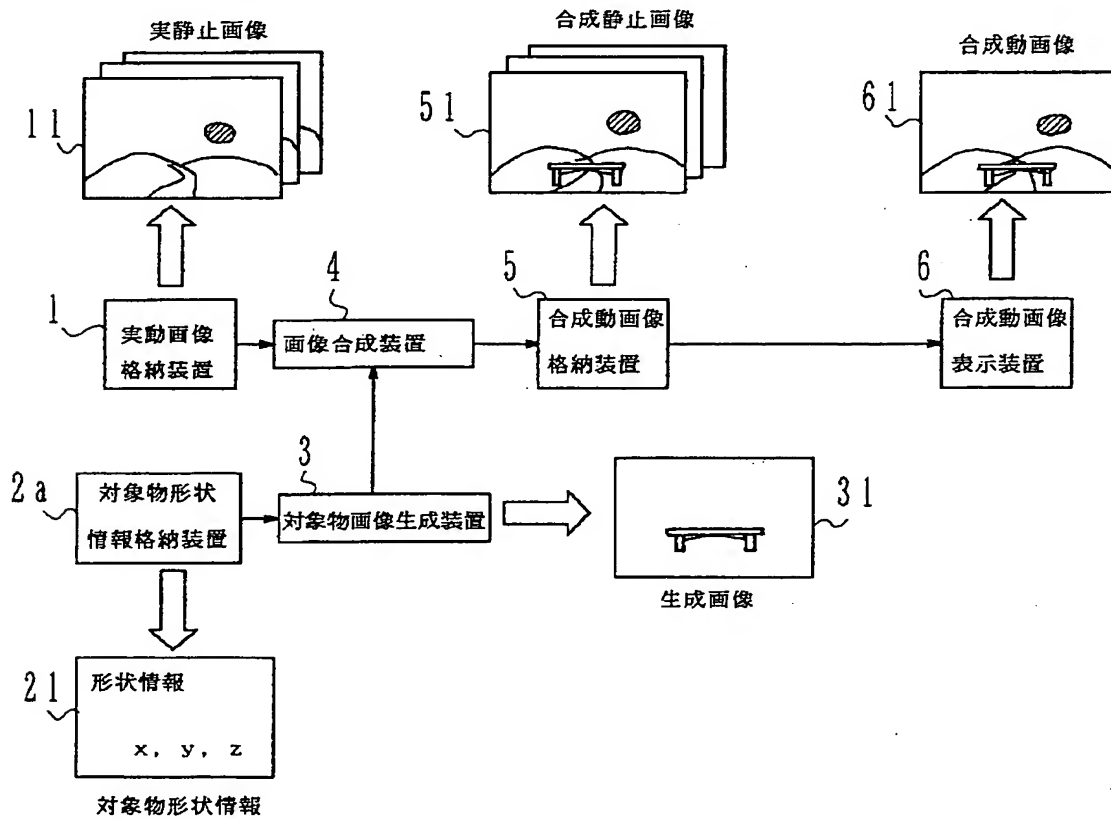 実静止画像
合成静止画像
合成動画像
11
51
61
1
実動画像
格納装置
4
画像合成装置
5
合成動画像
格納装置
6
合成動画像
表示装置
2a
対象物形状
情報格納装置
3
対象物画像生成装置
31
生成画像
21
形状情報
x, y, z
対象物形状情報